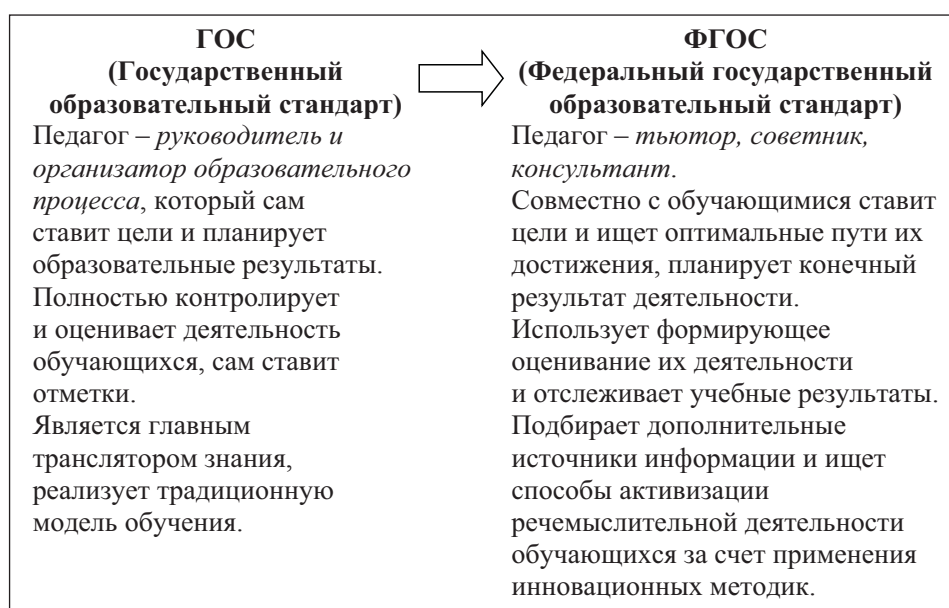 ГОС
(Государственный
образовательный стандарт)
Педагог – руководитель и
организатор образовательного
процесса, который сам
ставит цели и планирует
образовательные результаты.
Полностью контролирует
и оценивает деятельность
обучающихся, сам ставит
отметки.
Является главным
транслятором знания,
реализует традиционную
модель обучения.
ФГОС
(Федеральный государственный
образовательный стандарт)
Педагог – тьютор, советник,
консультант.
Совместно с обучающимися ставит
цели и ищет оптимальные пути их
достижения, планирует конечный
результат деятельности.
Использует формирующее
оценивание их деятельности
и отслеживает учебные результаты.
Подбирает дополнительные
источники информации и ищет
способы активизации
речемыслительной деятельности
обучающихся за счет применения
инновационных методик.